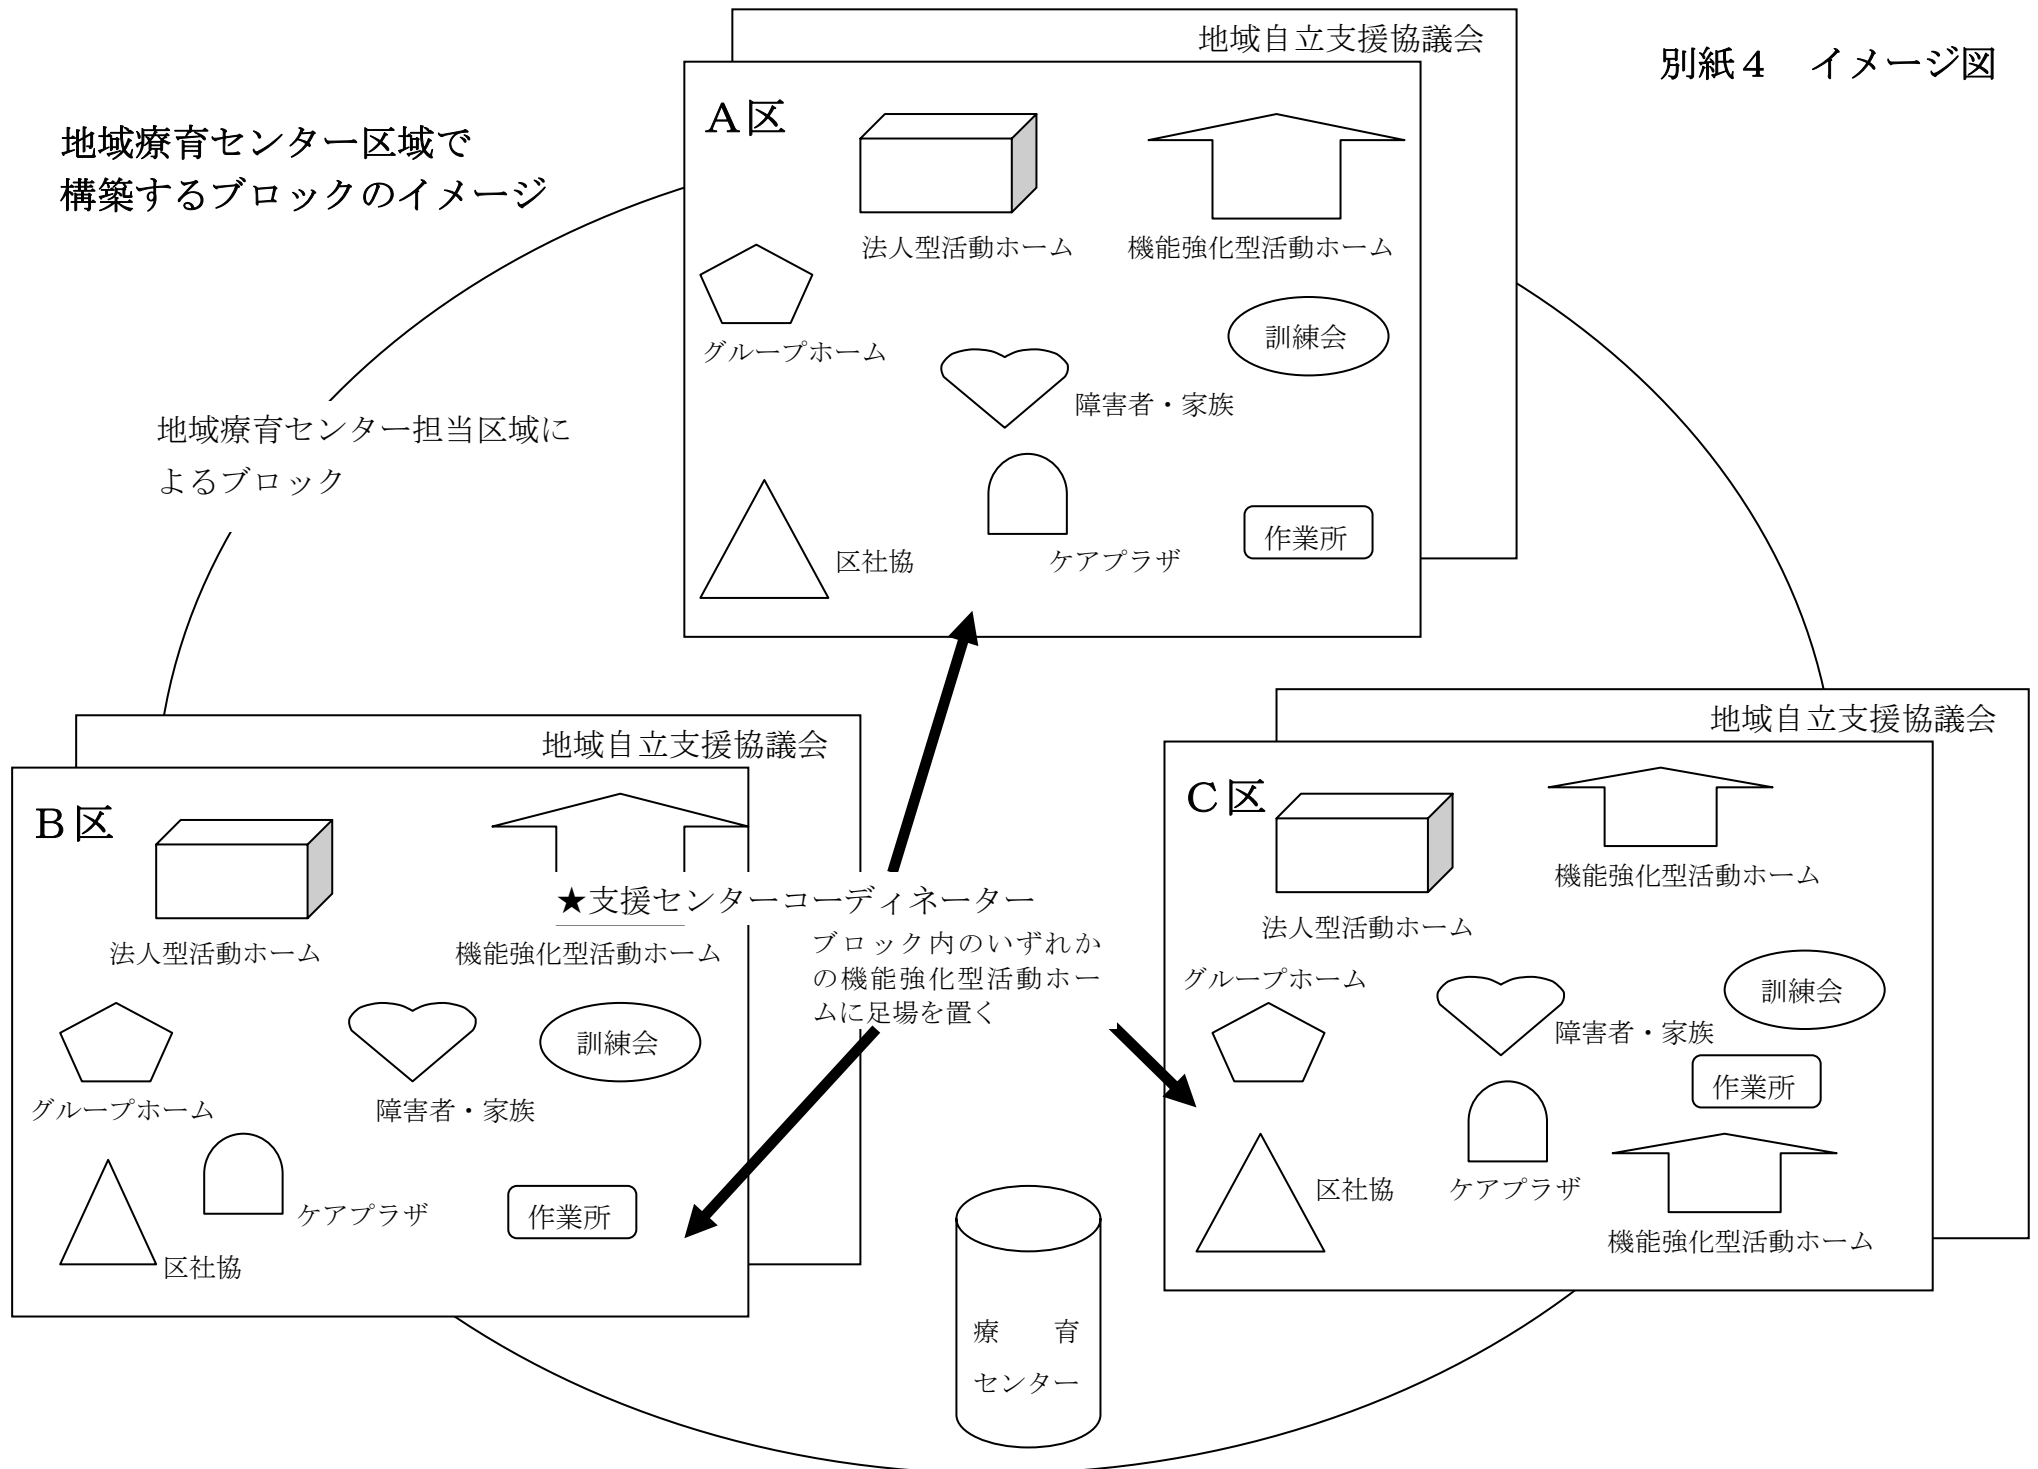 別紙４　イメージ図
地域療育センター区域で
構築するブロックのイメージ
地域自立支援協議会
Ａ区
法人型活動ホーム
機能強化型活動ホーム
グループホーム
訓練会
障害者・家族
区社協
ケアプラザ
作業所
地域療育センター担当区域に
よるブロック
地域自立支援協議会
Ｂ区
★支援センターコーディネーター
ブロック内のいずれか
の機能強化型活動ホー
ムに足場を置く
法人型活動ホーム
機能強化型活動ホーム
訓練会
グループホーム
障害者・家族
ケアプラザ
作業所
区社協
地域自立支援協議会
Ｃ区
機能強化型活動ホーム
法人型活動ホーム
グループホーム
訓練会
障害者・家族
作業所
区社協
ケアプラザ
機能強化型活動ホーム
療　育
センター